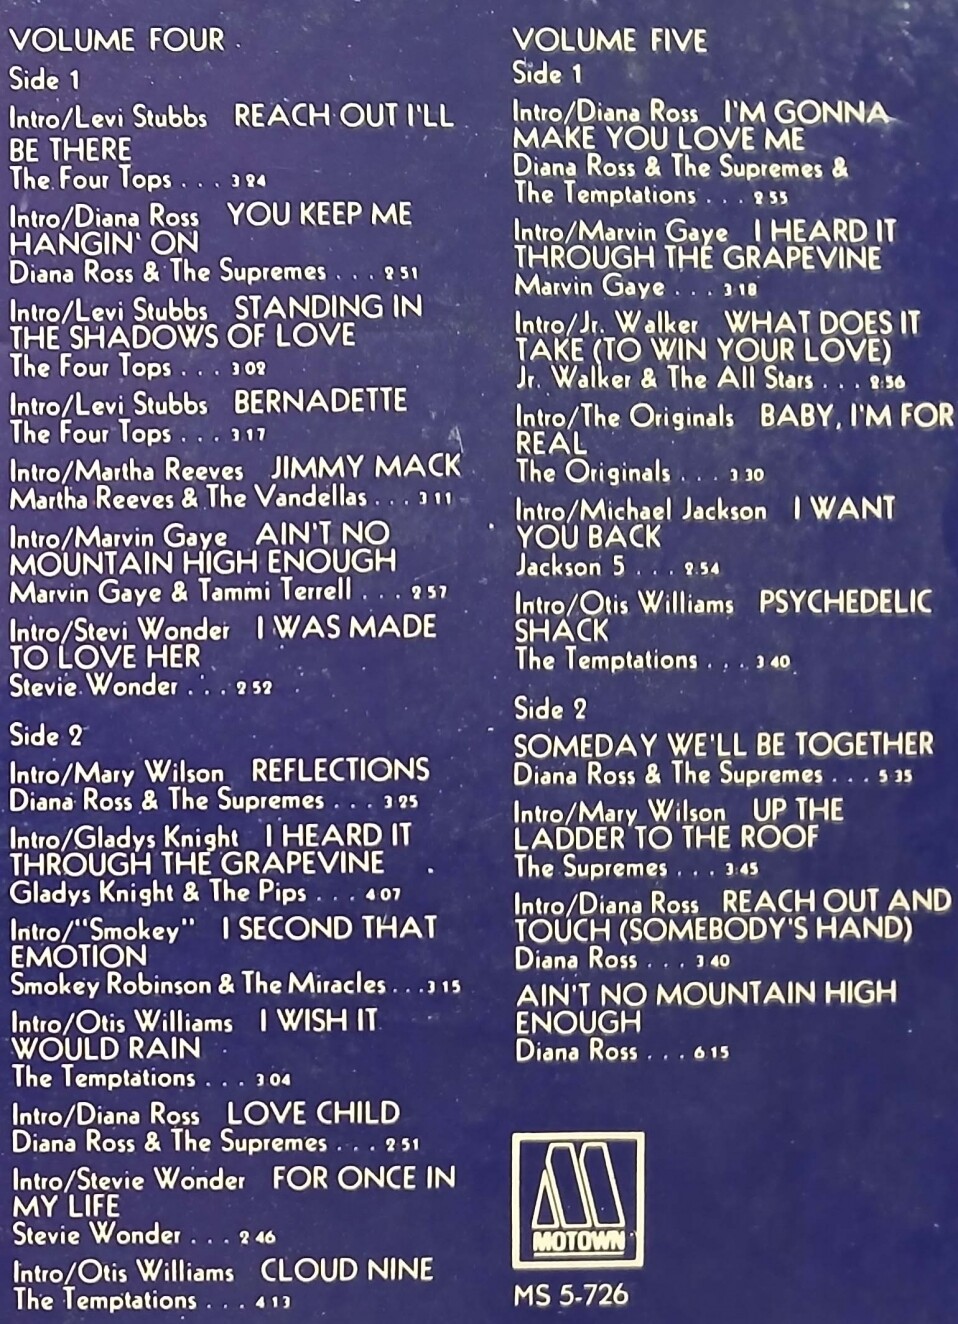 VOLUME FOUR
Side 1
Intro/Levi Stubbs REACH OUT I'LL
BE THERE
The Four Tops . . . 3 24
Intro/Diana Ross YOU KEEP ME
HANGIN' ON
Diana Ross & The Supremes . . . 2 51
Intro/Levi Stubbs STANDING IN
THE SHADOWS OF LOVE
The Four Tops . . . 3 02
Intro/Levi Stubbs BERNADETTE
The Four Tops . . . 3 17
Intro/Martha Reeves JIMMY MACK
Martha Reeves & The Vandellas . . . 3 11
Intro/Marvin Gaye AIN'T NO
MOUNTAIN HIGH ENOUGH
Marvin Gaye & Tammi Terrell . . . 2 57
Intro/Stevi Wonder I WAS MADE
TO LOVE HER
Stevie Wonder . . . 2 52
Side 2
Intro/Mary Wilson REFLECTIONS
Diana Ross & The Supremes . . . 3 25
Intro/Gladys Knight I HEARD IT
THROUGH THE GRAPEVINE
Gladys Knight & The Pips . . . 4 07
Intro/"Smokey" I SECOND THAT
EMOTION
Smokey Robinson & The Miracles . . . 3 15
Intro/Otis Williams I WISH IT
WOULD RAIN
The Temptations . . . 3 04
Intro/Diana Ross LOVE CHILD
Diana Ross & The Supremes . . . 2 51
Intro/Stevie Wonder FOR ONCE IN
MY LIFE
Stevie Wonder . . . 2 46
Intro/Otis Williams CLOUD NINE
The Temptations . . . 4 13
VOLUME FIVE
Side 1
Intro/Diana Ross I'M GONNA
MAKE YOU LOVE ME
Diana Ross & The Supremes &
The Temptations . . . 2 55
Intro/Marvin Gaye I HEARD IT
THROUGH THE GRAPEVINE
Marvin Gaye . . . 3 18
Intro/Jr. Walker WHAT DOES IT
TAKE (TO WIN YOUR LOVE)
Jr. Walker & The All Stars . . . 2:56
Intro/The Originals BABY, I'M FOR
REAL
The Originals . . . 3 30
Intro/Michael Jackson I WANT
YOU BACK
Jackson 5 . . . 2:54
Intro/Otis Williams PSYCHEDELIC
SHACK
The Temptations . . . 3 40
Side 2
SOMEDAY WE'LL BE TOGETHER
Diana Ross & The Supremes . . . 5 35
Intro/Mary Wilson UP THE
LADDER TO THE ROOF
The Supremes . . . 3:45
Intro/Diana Ross REACH OUT AND
TOUCH (SOMEBODY'S HAND)
Diana Ross . . . 3 40
AIN'T NO MOUNTAIN HIGH
ENOUGH
Diana Ross . . . 6 15
MOTOWN
MS 5-726